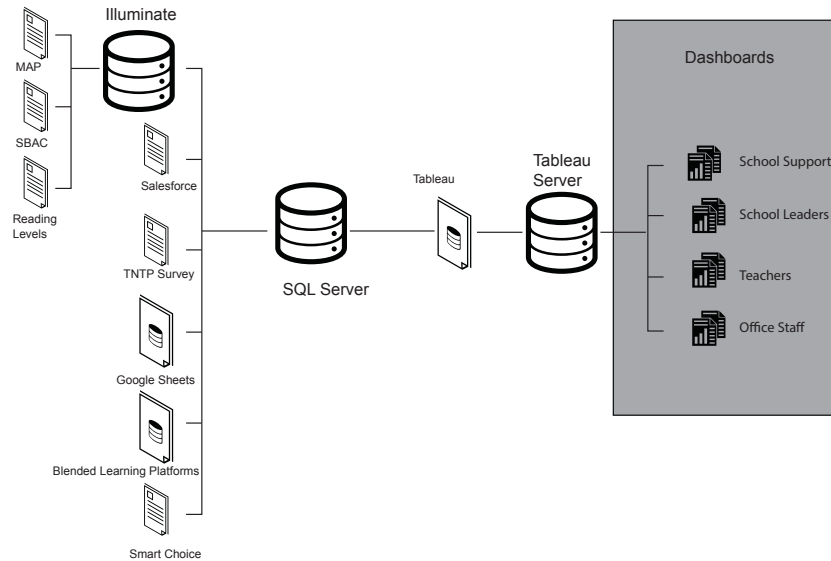 Illuminate
MAP
SBAC
Reading
Levels
Salesforce
TNTP Survey
Google Sheets
Blended Learning Platforms
Smart Choice
SQL Server
Tableau
Tableau
Server
Dashboards
School Support
School Leaders
Teachers
Office Staff